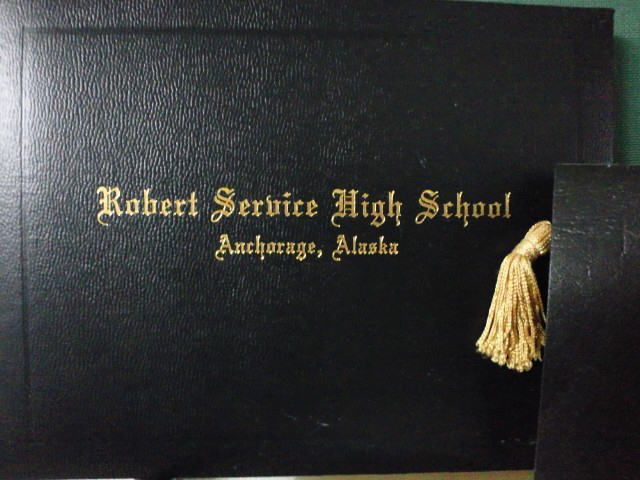 Robert Service High School
Anchorage, Alaska